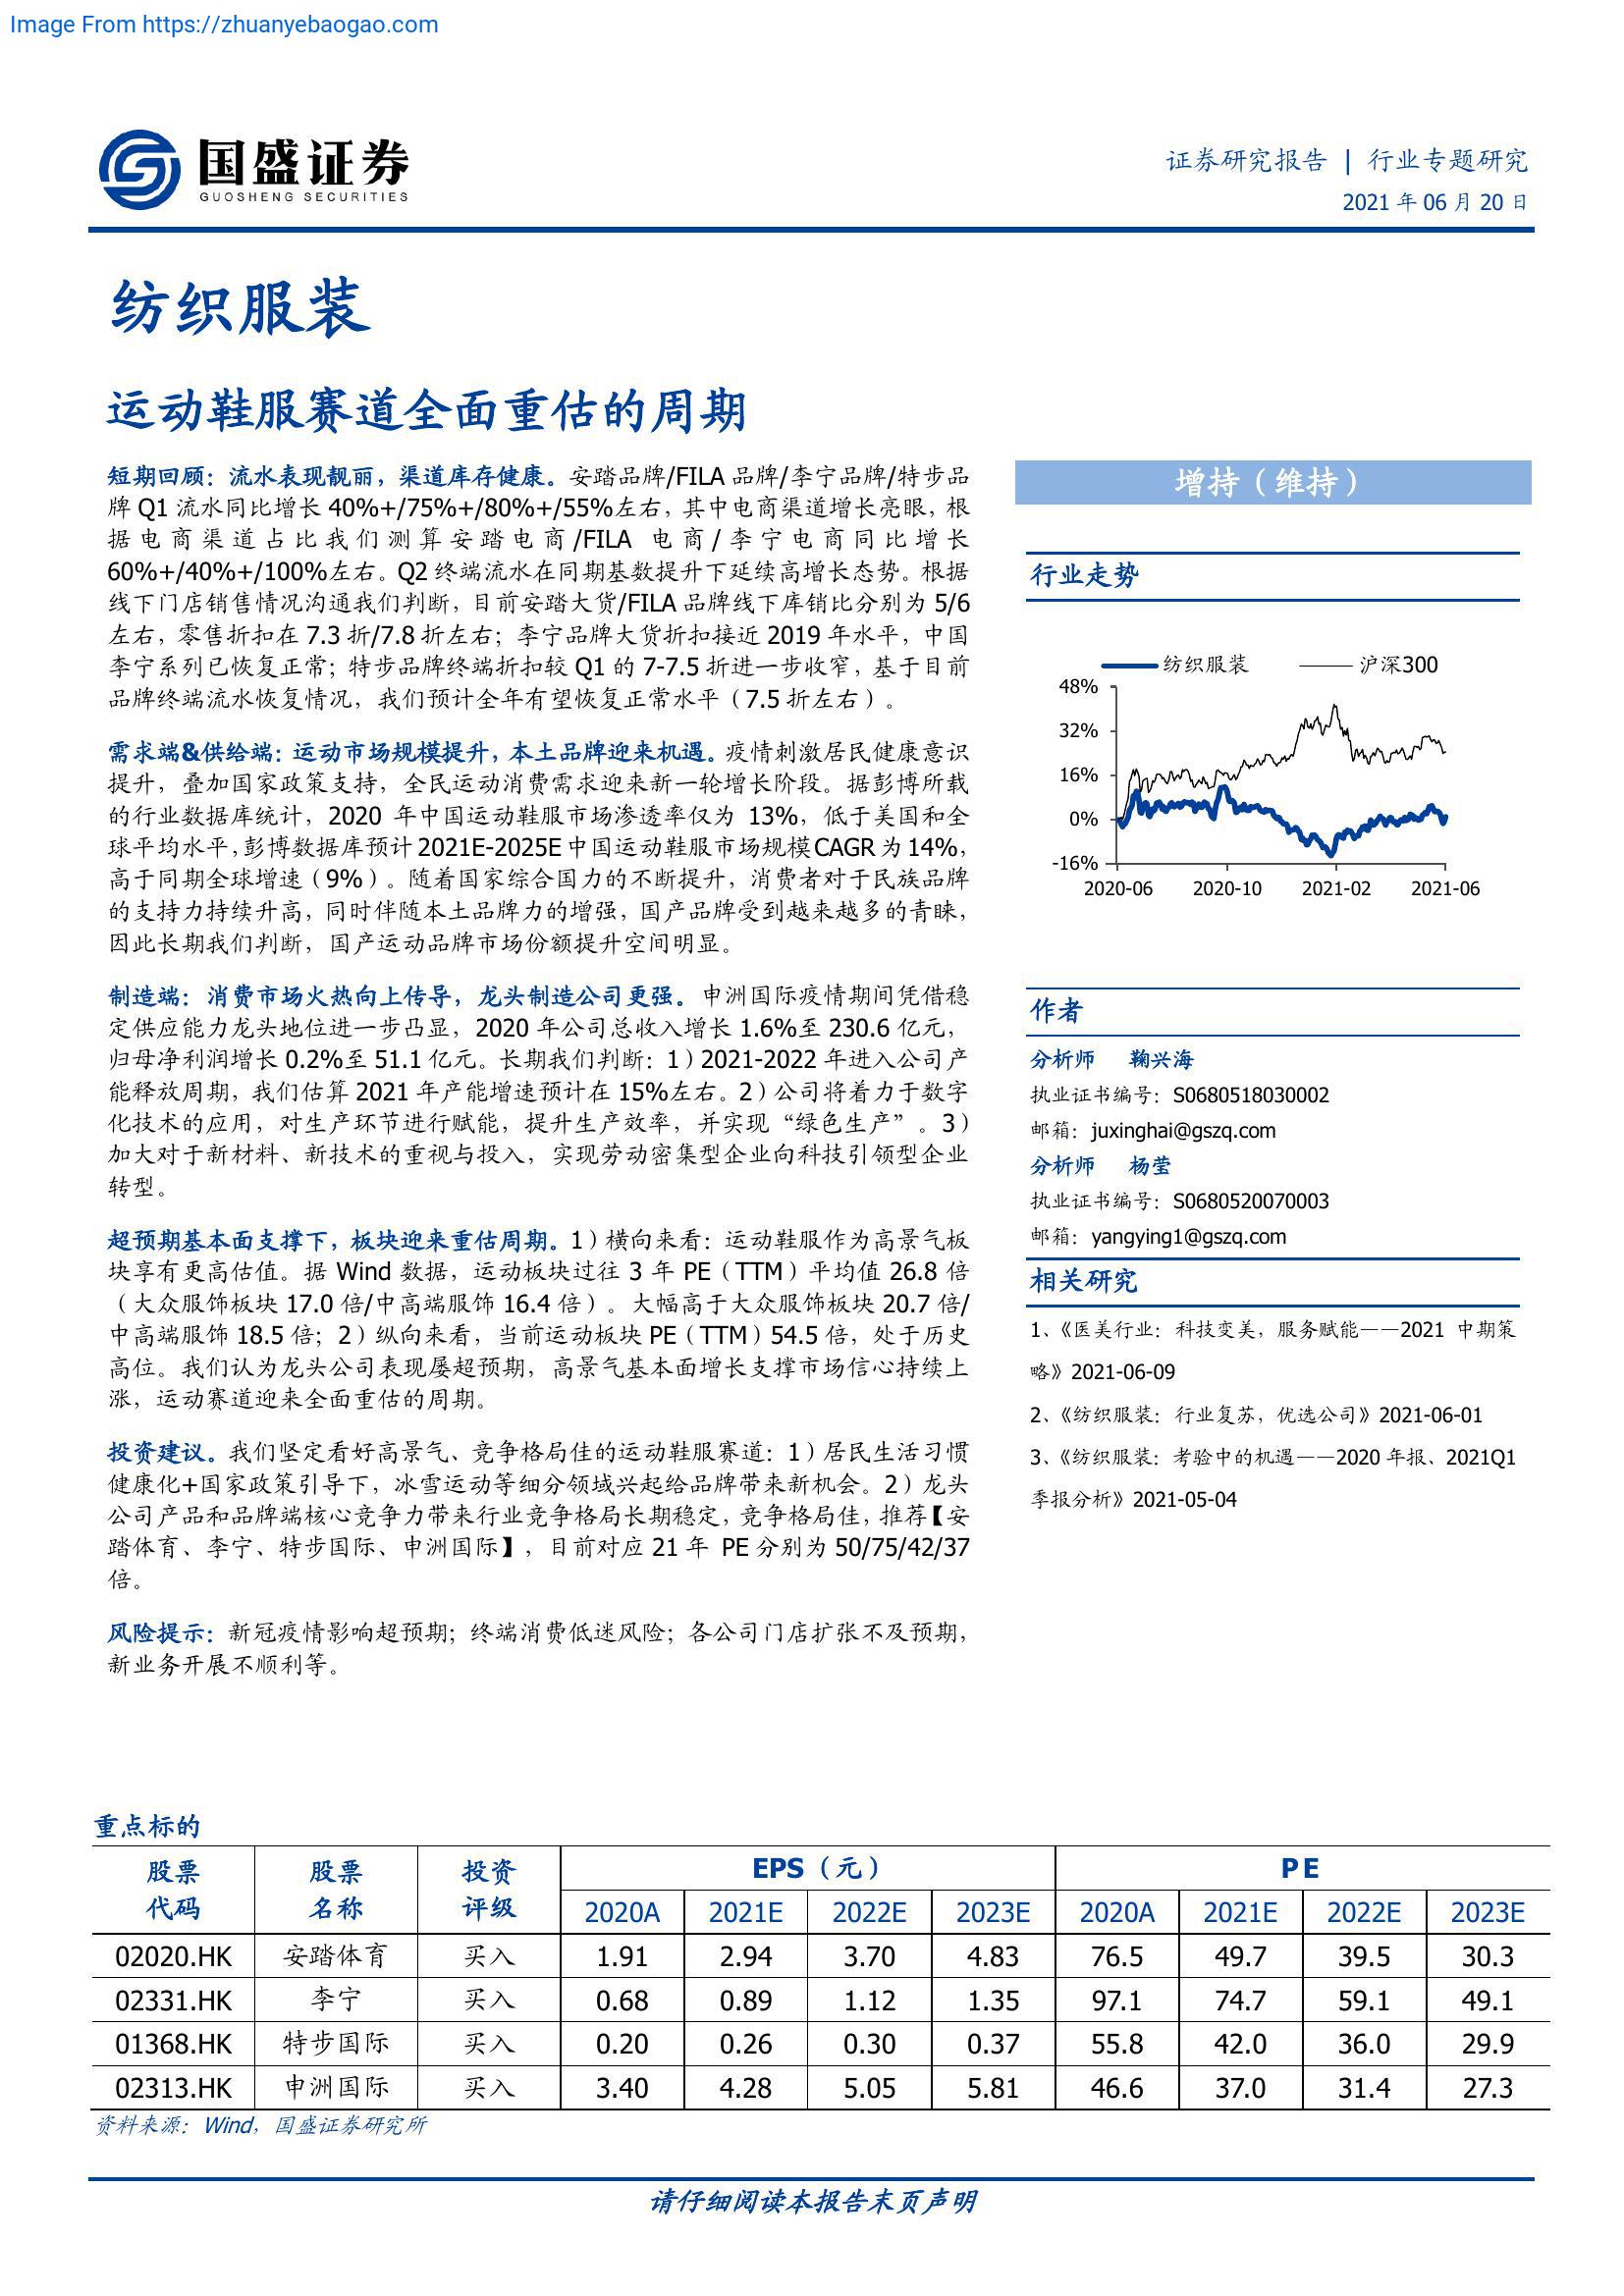 Image From https://zhuanyebaogao.com
国盛证券
GUOSHENG SECURITIES
证券研究报告 | 行业专题研究
2021 年 06 月 20 日
纺织服装
运动鞋服赛道全面重估的周期
短期回顾：流水表现靓丽，渠道库存健康。安踏品牌/FILA 品牌/李宁品牌/特步品
牌 Q1 流水同比增长 40%+/75%+/80%+/55%左右，其中电商渠道增长亮眼，根
据电商渠道占比我们测算安踏电商/FILA 电商/李宁电商同比增长
60%+/40%+/100%左右。Q2 终端流水在同期基数提升下延续高增长态势。根据
线下门店销售情况沟通我们判断，目前安踏大货/FILA 品牌线下库销比分别为 5/6
左右，零售折扣在 7.3 折/7.8 折左右；李宁品牌大货折扣接近 2019 年水平，中国
李宁系列已恢复正常；特步品牌终端折扣较 Q1 的 7-7.5 折进一步收窄，基于目前
品牌终端流水恢复情况，我们预计全年有望恢复正常水平（7.5 折左右）。
需求端&供给端：运动市场规模提升，本土品牌迎来机遇。疫情刺激居民健康意识
提升，叠加国家政策支持，全民运动消费需求迎来新一轮增长阶段。据彭博所载
的行业数据库统计，2020 年中国运动鞋服市场渗透率仅为 13%，低于美国和全
球平均水平，彭博数据库预计 2021E-2025E 中国运动鞋服市场规模 CAGR 为 14%，
高于同期全球增速（9%）。随着国家综合国力的不断提升，消费者对于民族品牌
的支持力持续升高，同时伴随本土品牌力的增强，国产品牌受到越来越多的青睐，
因此长期我们判断，国产运动品牌市场份额提升空间明显。
制造端：消费市场火热向上传导，龙头制造公司更强。申洲国际疫情期间凭借稳
定供应能力龙头地位进一步凸显，2020 年公司总收入增长 1.6%至 230.6 亿元，
归母净利润增长 0.2%至 51.1 亿元。长期我们判断：1）2021-2022 年进入公司产
能释放周期，我们估算 2021 年产能增速预计在 15%左右。2）公司将着力于数字
化技术的应用，对生产环节进行赋能，提升生产效率，并实现“绿色生产”。3）
加大对于新材料、新技术的重视与投入，实现劳动密集型企业向科技引领型企业
转型。
超预期基本面支撑下，板块迎来重估周期。1）横向来看：运动鞋服作为高景气板
块享有更高估值。据 Wind 数据，运动板块过往 3 年 PE（TTM）平均值 26.8 倍
（大众服饰板块 17.0 倍/中高端服饰 16.4 倍）。大幅高于大众服饰板块 20.7 倍/
中高端服饰 18.5 倍；2）纵向来看，当前运动板块 PE（TTM）54.5 倍，处于历史
高位。我们认为龙头公司表现屡超预期，高景气基本面增长支撑市场信心持续上
涨，运动赛道迎来全面重估的周期。
投资建议。我们坚定看好高景气、竞争格局佳的运动鞋服赛道：1）居民生活习惯
健康化+国家政策引导下，冰雪运动等细分领域兴起给品牌带来新机会。2）龙头
公司产品和品牌端核心竞争力带来行业竞争格局长期稳定，竞争格局佳，推荐【安
踏体育、李宁、特步国际、申洲国际】，目前对应 21 年 PE 分别为 50/75/42/37
倍。
风险提示：新冠疫情影响超预期；终端消费低迷风险；各公司门店扩张不及预期，
新业务开展不顺利等。
增持（维持）
行业走势
纺织服装 沪深300
48%
32%
16%
0%
-16%
2020-06 2020-10 2021-02 2021-06
作者
分析师 鞠兴海
执业证书编号：S0680518030002
邮箱：juxinghai@gszq.com
分析师 杨莹
执业证书编号：S0680520070003
邮箱：yangying1@gszq.com
相关研究
1、《医美行业：科技变美，服务赋能——2021 中期策
略》2021-06-09
2、《纺织服装：行业复苏，优选公司》2021-06-01
3、《纺织服装：考验中的机遇——2020 年报、2021Q1
季报分析》2021-05-04
重点标的
股票 股票 投资 EPS（元） PE
代码 名称 评级 2020A 2021E 2022E 2023E 2020A 2021E 2022E 2023E
02020.HK 安踏体育 买入 1.91 2.94 3.70 4.83 76.5 49.7 39.5 30.3
02331.HK 李宁 买入 0.68 0.89 1.12 1.35 97.1 74.7 59.1 49.1
01368.HK 特步国际 买入 0.20 0.26 0.30 0.37 55.8 42.0 36.0 29.9
02313.HK 申洲国际 买入 3.40 4.28 5.05 5.81 46.6 37.0 31.4 27.3
资料来源：Wind，国盛证券研究所
请仔细阅读本报告末页声明